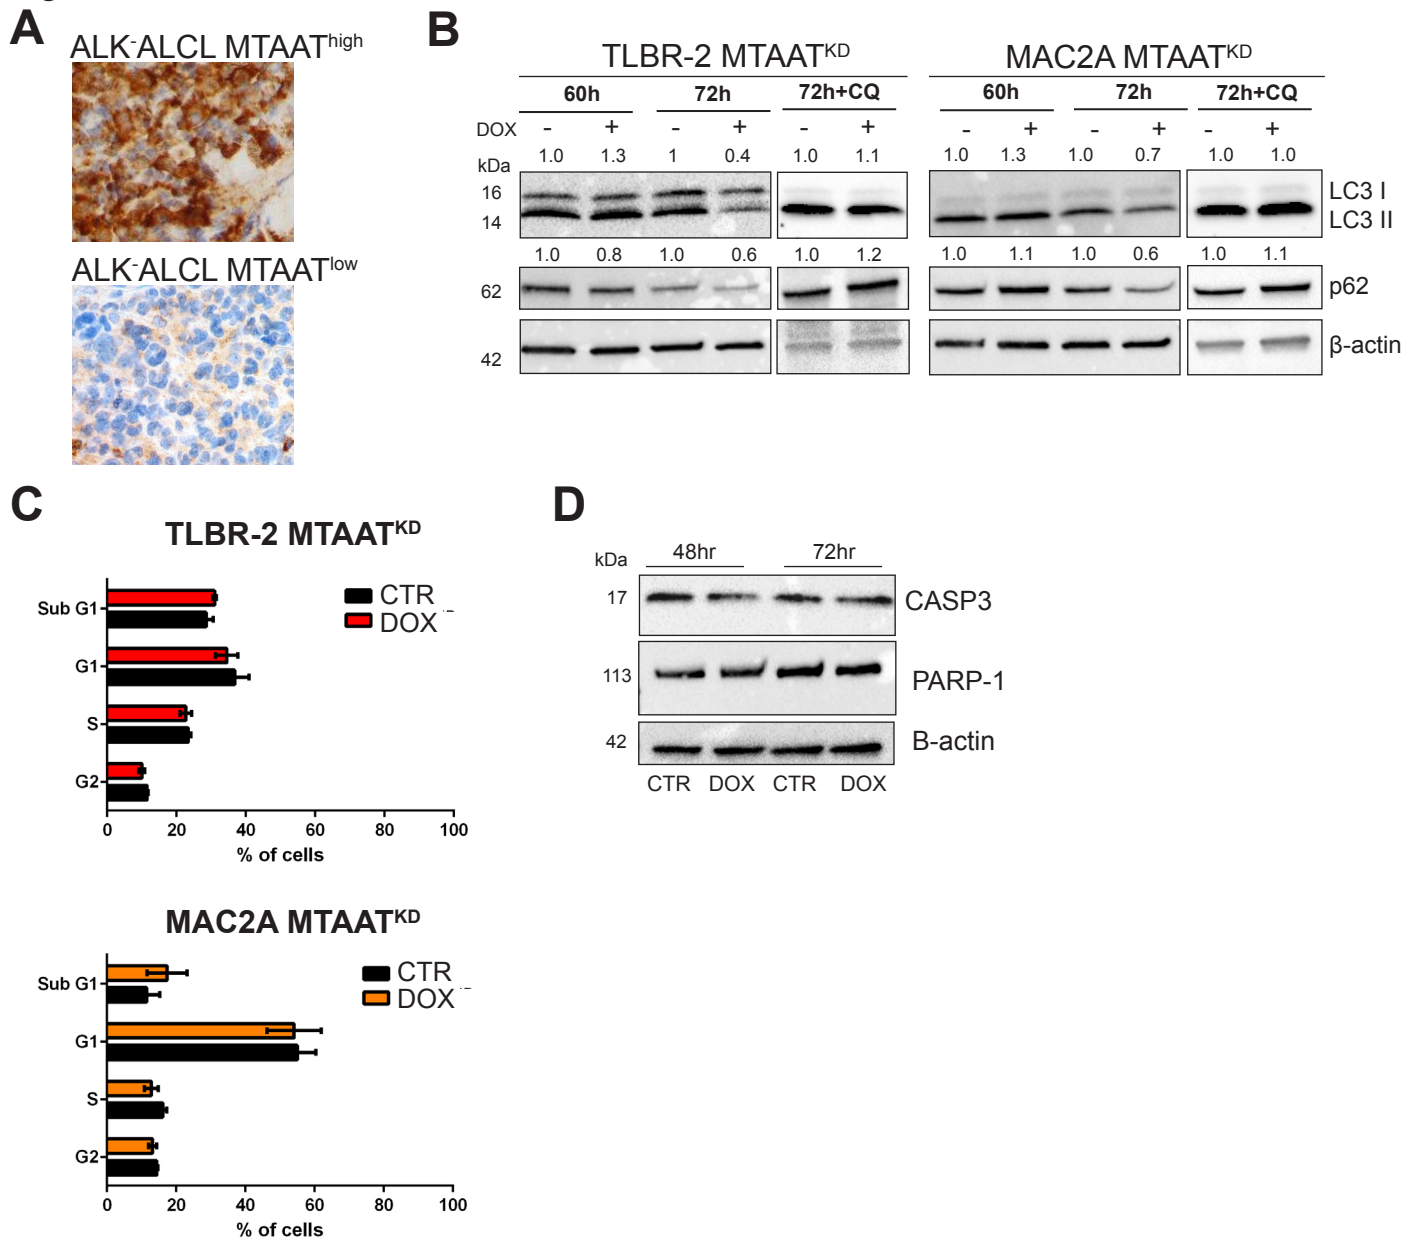 A
ALK-ALCL MTAAThigh
ALK-ALCL MTAATlow
B
TLBR-2 MTAATKD
MAC2A MTAATKD
60h 72h 72h+CQ 60h 72h 72h+CQ
DOX - + - + - + - + - + - +
kDa 1.0 1.3 1 0.4 1.0 1.1 1.0 1.3 1.0 0.7 1.0 1.0
16 LC3 I
14 LC3 II
1.0 0.8 1.0 0.6 1.0 1.2 1.0 1.1 1.0 0.6 1.0 1.1
62 p62
42 β-actin
C
TLBR-2 MTAATKD
CTR
DOX
Sub G1
G1
S
G2
0 20 40 60 80 100
% of cells
MAC2A MTAATKD
CTR
DOX
Sub G1
G1
S
G2
0 20 40 60 80 100
% of cells
D
kDa 48hr 72hr
17 CASP3
113 PARP-1
42 B-actin
CTR DOX CTR DOX